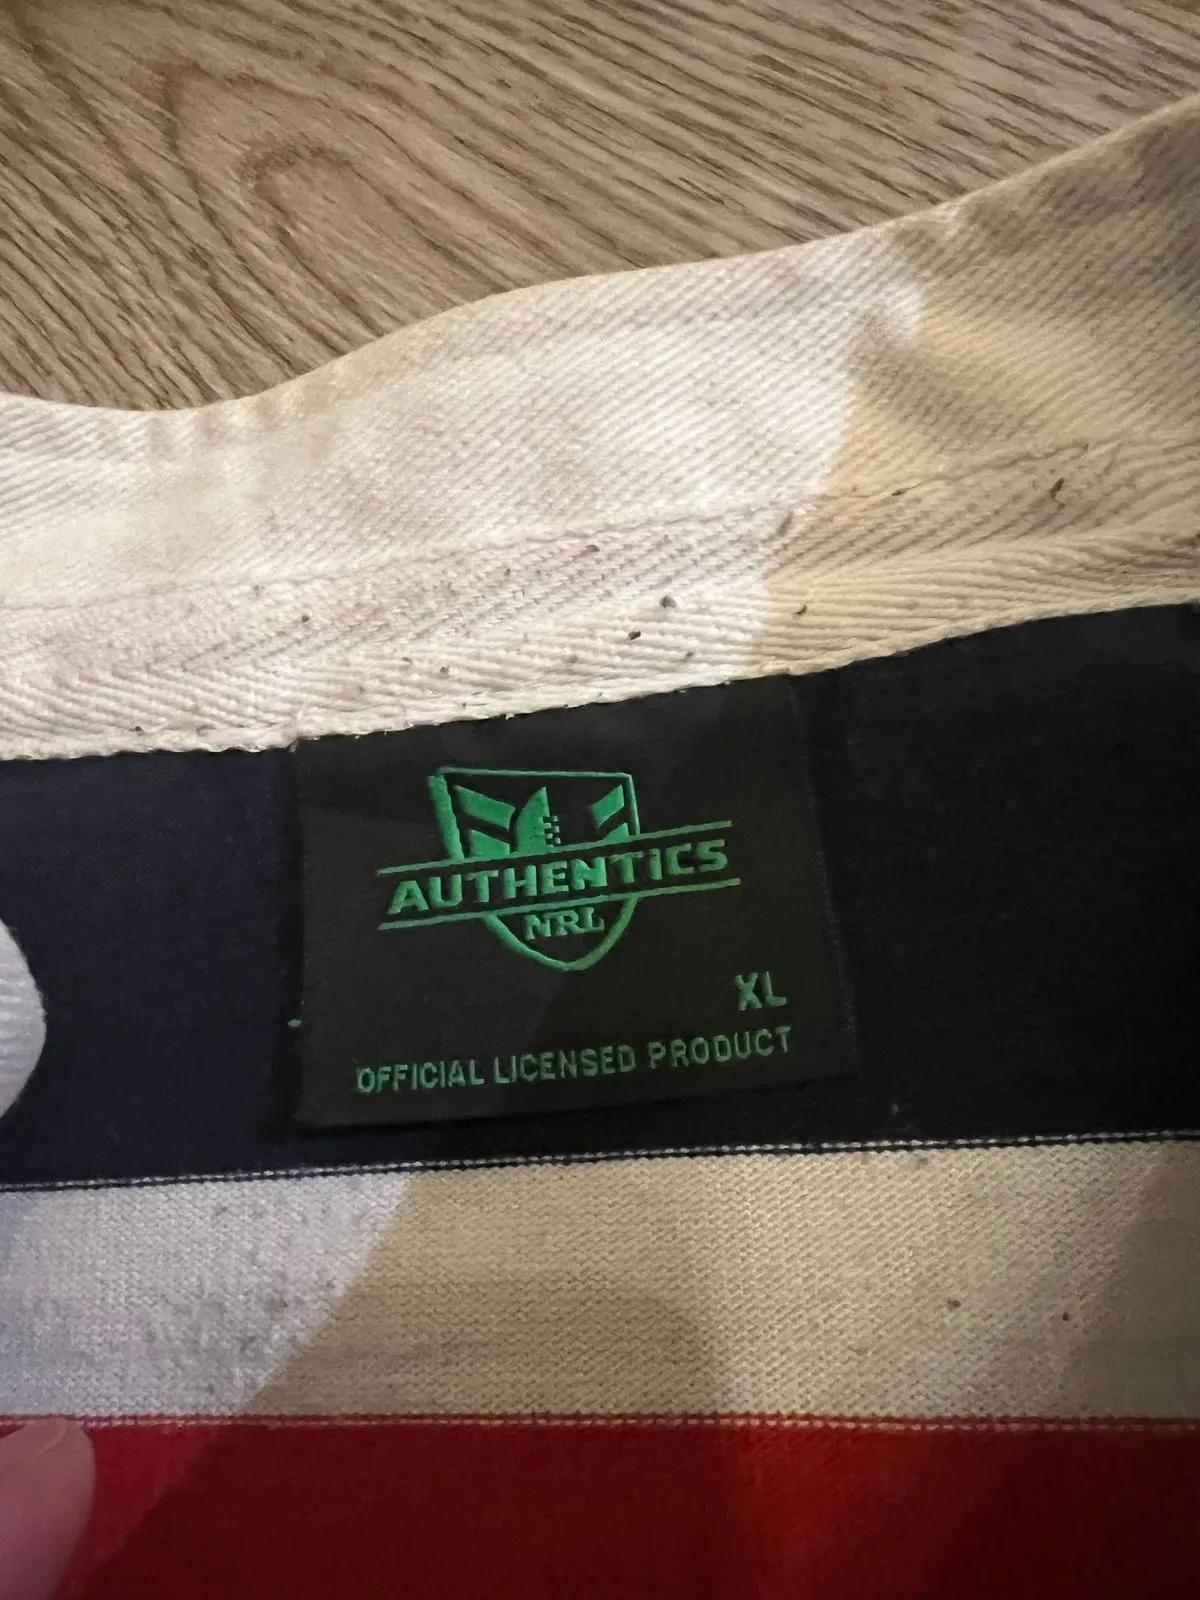 AUTHENTICS
NRL
XL
OFFICIAL LICENSED PRODUCT